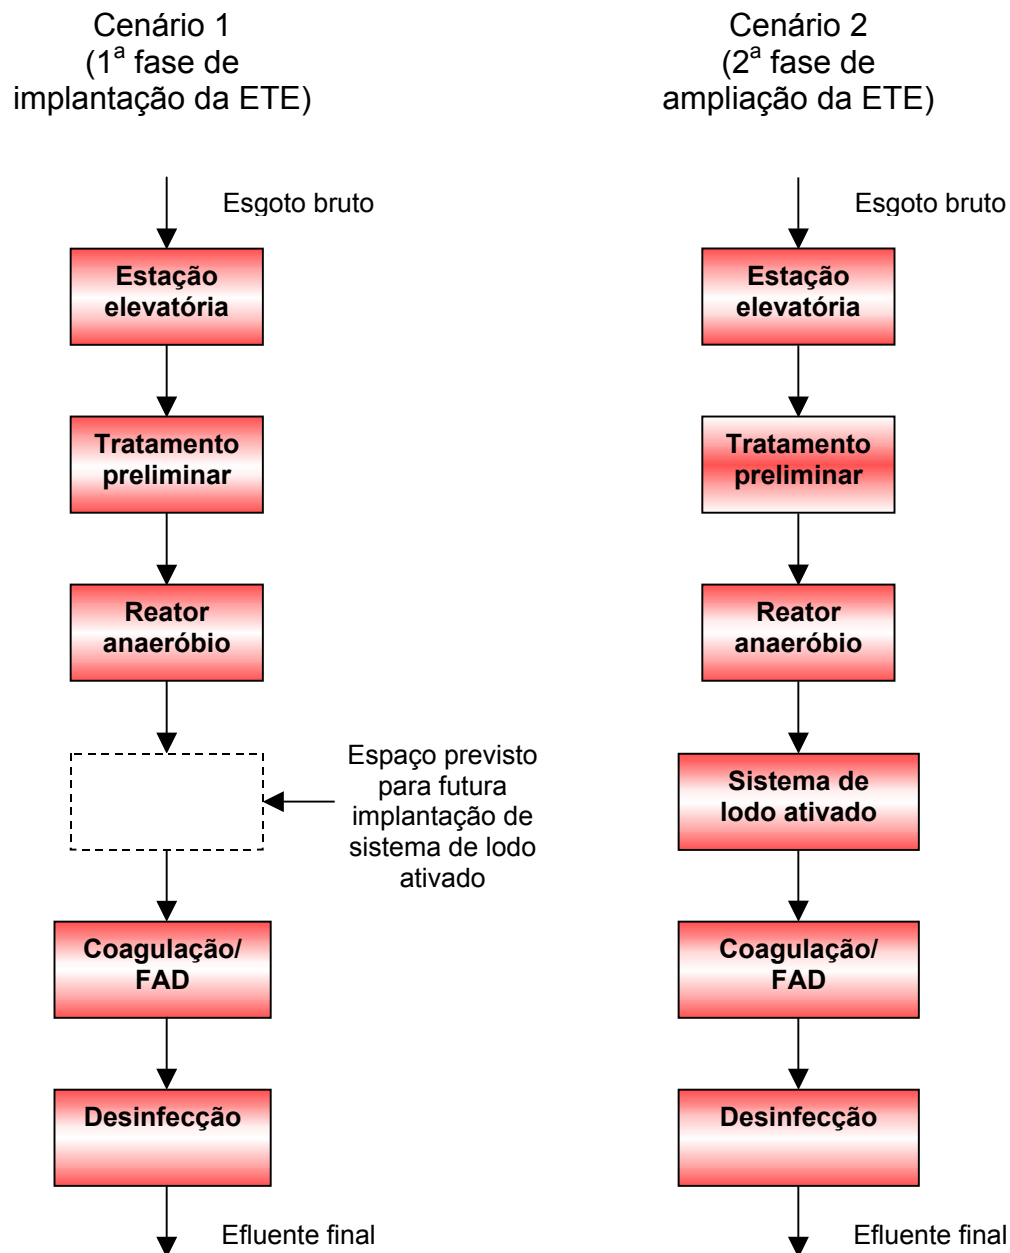 Cenário 1
(1ª fase de
implantação da ETE)
Esgoto bruto
Estação
elevatória
Tratamento
preliminar
Reator
anaeróbio
Espaço previsto
para futura
implantação de
sistema de lodo
ativado
Coagulação/
FAD
Desinfecção
Efluente final
Cenário 2
(2ª fase de
ampliação da ETE)
Esgoto bruto
Estação
elevatória
Tratamento
preliminar
Reator
anaeróbio
Sistema de
lodo ativado
Coagulação/
FAD
Desinfecção
Efluente final